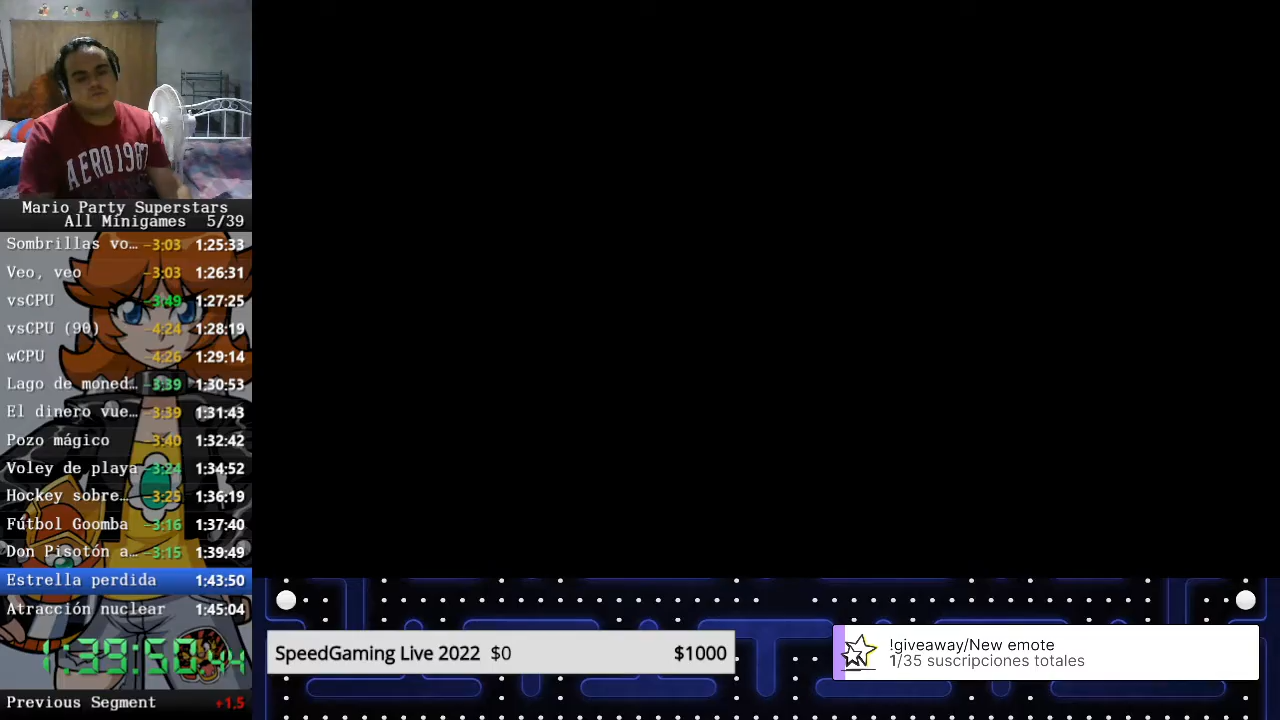 AERO 1987
Mario Party Superstars
All Minigames 5/39
Sombrillas vo… -3:03 1:25:33
Veo, veo -3:03 1:26:31
vsCPU -3:49 1:27:25
vsCPU (90) -4:24 1:28:19
wCPU -4:26 1:29:14
Lago de moned… -3:39 1:30:53
El dinero vue… -3:39 1:31:43
Pozo mágico -3:40 1:32:42
Voley de playa -3:24 1:34:52
Hockey sobre… -3:25 1:36:19
Fútbol Goomba -3:16 1:37:40
Don Pisotón a… -3:15 1:39:49
Estrella perdida 1:43:50
Atracción nuclear 1:45:04
1:39:50.44
Previous Segment +1.5
SpeedGaming Live 2022 $0 $1000
!giveaway/New emote
1/35 suscripciones totales